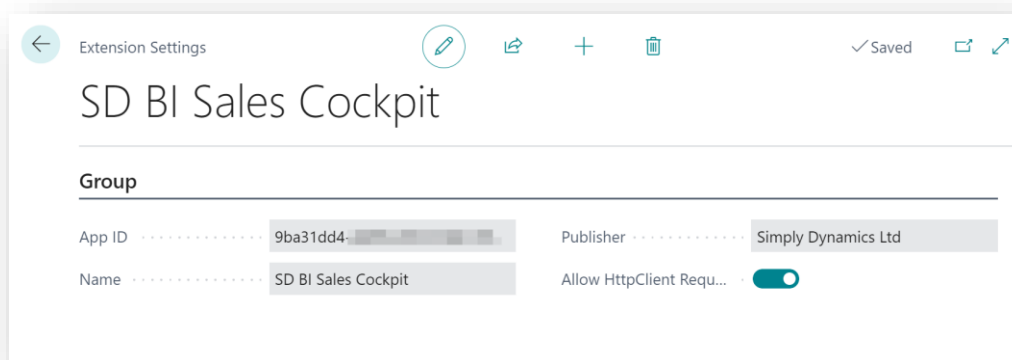 Extension Settings
Saved
SD BI Sales Cockpit
Group
App ID 9ba31dd4-
Publisher Simply Dynamics Ltd
Name SD BI Sales Cockpit
Allow HttpClient Requ...